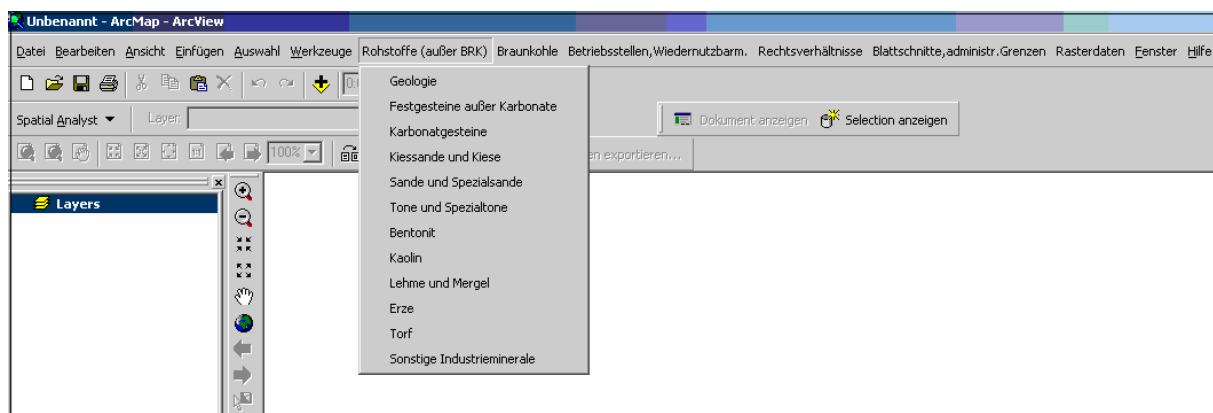 Unbenannt - ArcMap - ArcView
Datei Bearbeiten Ansicht Einfügen Auswahl Werkzeuge Rohstoffe (außer BRK) Braunkohle Betriebsstellen,Wiedernutzbarm. Rechtsverhältnisse Blattschnitte,administr.Grenzen Rasterdaten Fenster Hilfe
Spatial Analyst Layer: Dokument anzeigen Selection anzeigen
100% exportieren...
Layers
Geologie
Festgesteine außer Karbonate
Karbonatgesteine
Kiessande und Kiese
Sande und Spezialsande
Tone und Spezialtone
Bentonit
Kaolin
Lehme und Mergel
Erze
Torf
Sonstige Industrieminerale